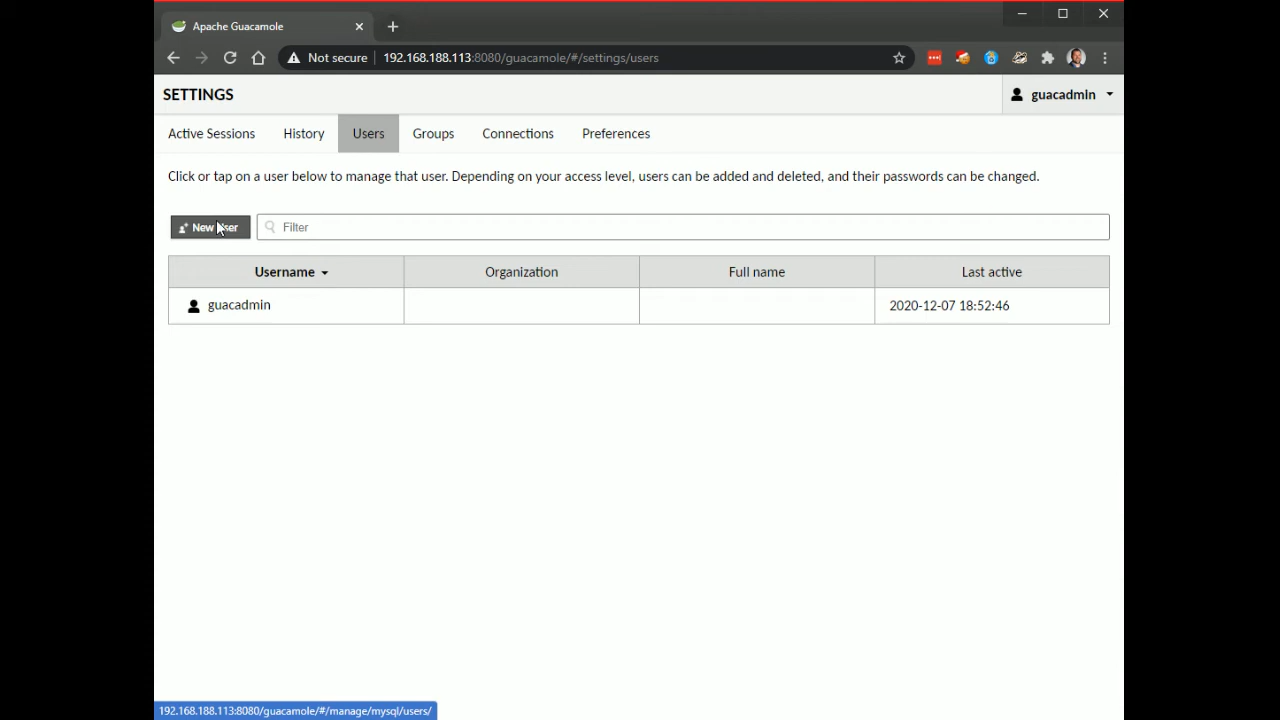 Apache Guacamole
Not secure 192.168.188.113:8080/guacamole/#/settings/users
SETTINGS guacadmin
Active Sessions History Users Groups Connections Preferences
Click or tap on a user below to manage that user. Depending on your access level, users can be added and deleted, and their passwords can be changed.
New User Filter
Username Organization Full name Last active
guacadmin 2020-12-07 18:52:46
192.168.188.113:8080/guacamole/#/manage/mysql/users/